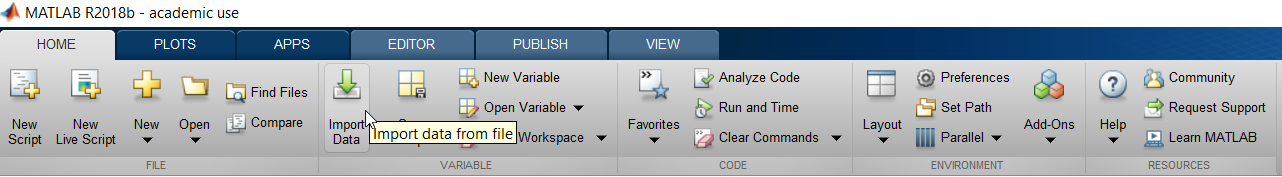 MATLAB R2018b - academic use
HOME PLOTS APPS EDITOR PUBLISH VIEW
New Script
New Live Script
New
Open
Find Files
Compare
FILE
Import Data
Import data from file
New Variable
Open Variable
Workspace
VARIABLE
Favorites
Analyze Code
Run and Time
Clear Commands
CODE
Layout
Preferences
Set Path
Parallel
Add-Ons
ENVIRONMENT
Help
Community
Request Support
Learn MATLAB
RESOURCES